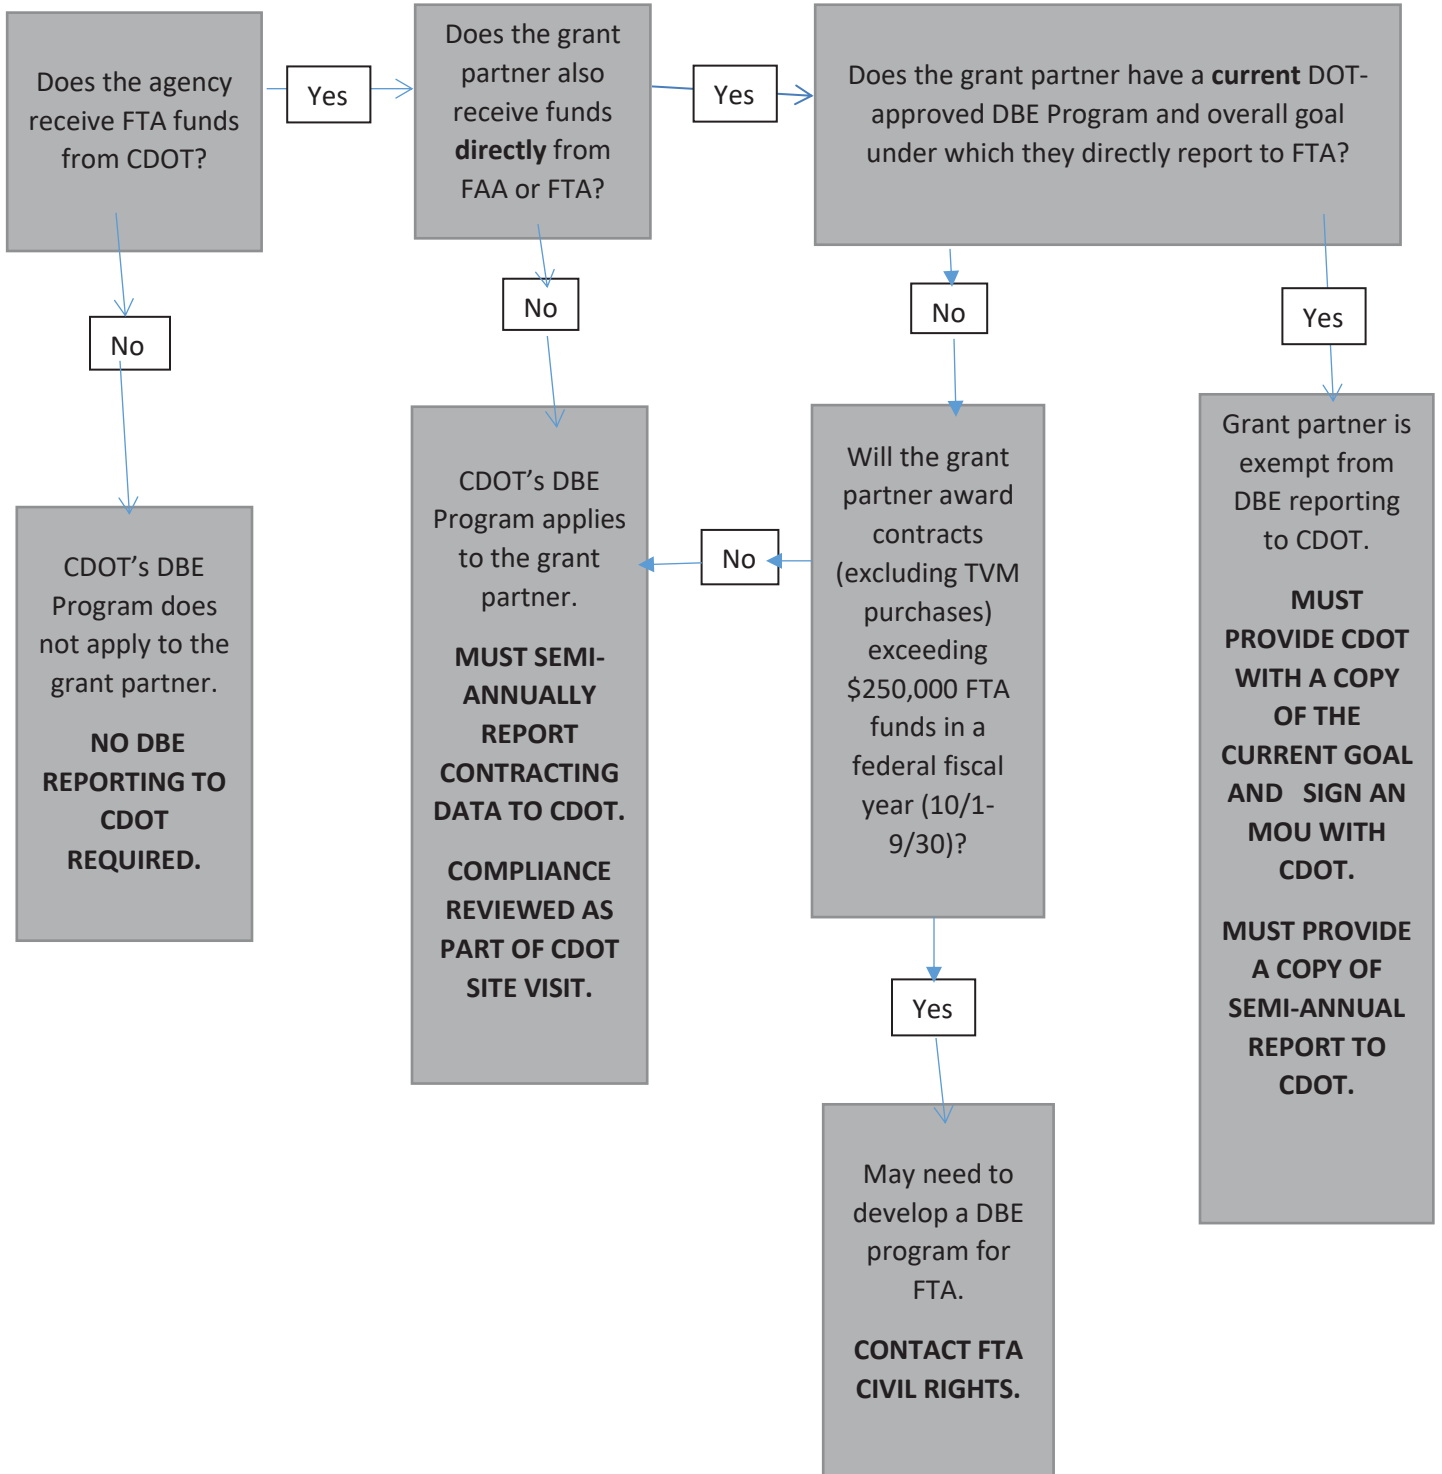 Does the agency
receive FTA funds
from CDOT?
Yes
Does the grant
partner also
receive funds
directly from
FAA or FTA?
Yes
Does the grant partner have a current DOT-
approved DBE Program and overall goal
under which they directly report to FTA?
No
No
No
Yes
CDOT's DBE
Program does
not apply to the
grant partner.
NO DBE
REPORTING TO
CDOT
REQUIRED.
CDOT's DBE
Program applies
to the grant
partner.
MUST SEMI-
ANNUALLY
REPORT
CONTRACTING
DATA TO CDOT.
COMPLIANCE
REVIEWED AS
PART OF CDOT
SITE VISIT.
No
Will the grant
partner award
contracts
(excluding TVM
purchases)
exceeding
$250,000 FTA
funds in a
federal fiscal
year (10/1-
9/30)?
Grant partner is
exempt from
DBE reporting
to CDOT.
MUST
PROVIDE CDOT
WITH A COPY
OF THE
CURRENT GOAL
AND SIGN AN
MOU WITH
CDOT.
MUST PROVIDE
A COPY OF
SEMI-ANNUAL
REPORT TO
CDOT.
Yes
May need to
develop a DBE
program for
FTA.
CONTACT FTA
CIVIL RIGHTS.